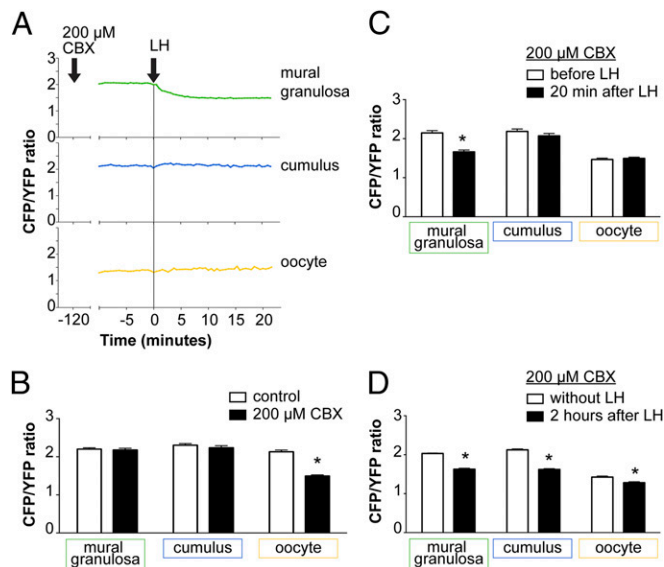 A
200 μM
CBX
LH
3
2
1
0
mural
granulosa
CFP/YFP ratio
3
2
1
0
cumulus
3
2
1
0
oocyte
-120
-5
0
5
10
15
20
Time (minutes)
B
control
200 μM CBX
CFP/YFP ratio
3
2
1
0
*
mural
granulosa
cumulus
oocyte
C
200 μM CBX
before LH
20 min after LH
CFP/YFP ratio
3
2
1
0
*
mural
granulosa
cumulus
oocyte
D
200 μM CBX
without LH
2 hours after LH
CFP/YFP ratio
3
2
1
0
*
*
*
mural
granulosa
cumulus
oocyte